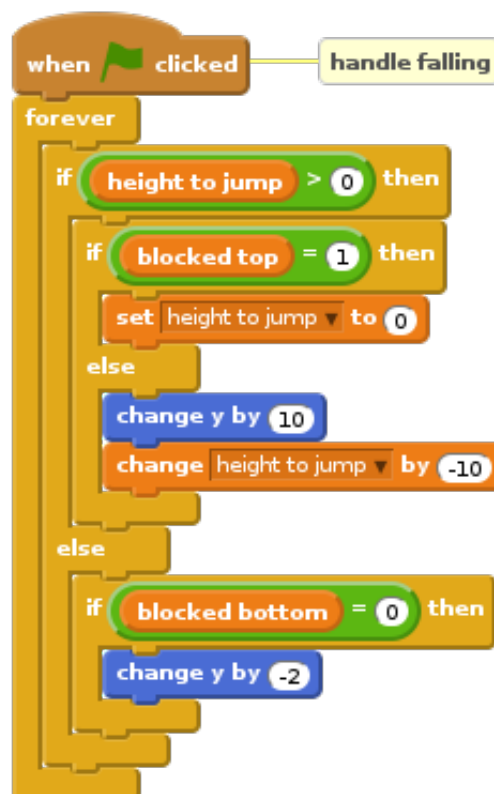 when clicked handle falling
forever
if height to jump > 0 then
if blocked top = 1 then
set height to jump ▼ to 0
else
change y by 10
change height to jump ▼ by -10
else
if blocked bottom = 0 then
change y by -2